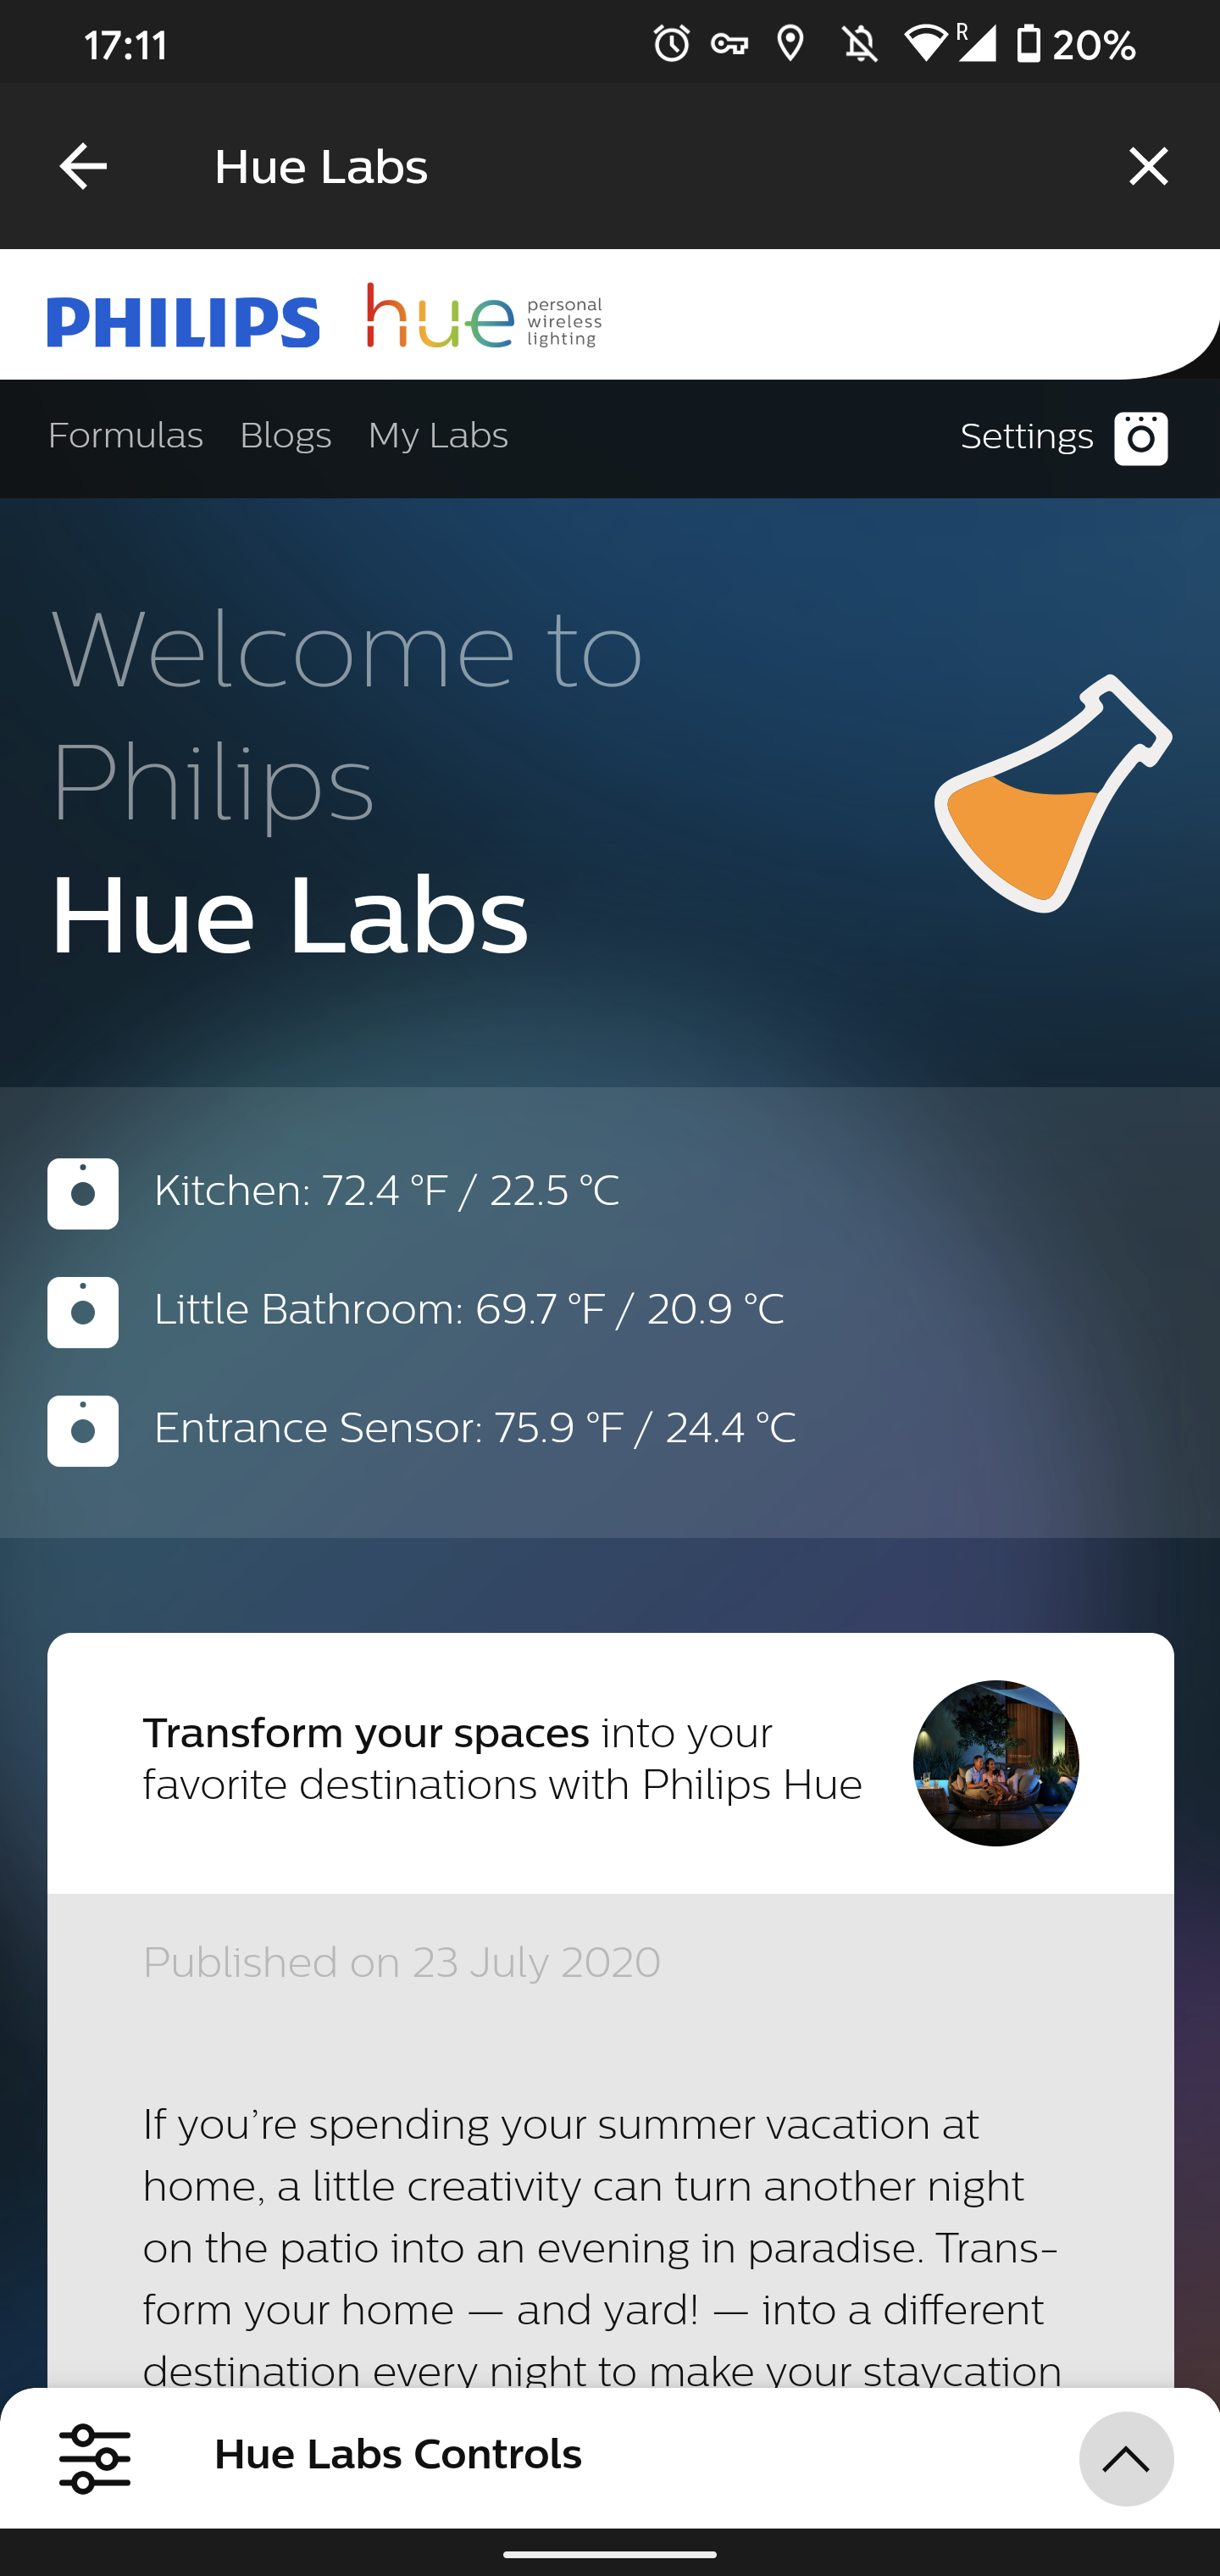 17:11
R
20%
Hue Labs
PHILIPS
hue
personal
wireless
lighting
Formulas Blogs My Labs Settings
Welcome to
Philips
Hue Labs
Kitchen: 72.4 °F / 22.5 °C
Little Bathroom: 69.7 °F / 20.9 °C
Entrance Sensor: 75.9 °F / 24.4 °C
Transform your spaces into your
favorite destinations with Philips Hue
Published on 23 July 2020
If you’re spending your summer vacation at
home, a little creativity can turn another night
on the patio into an evening in paradise. Trans-
form your home — and yard! — into a different
destination every night to make your staycation
Hue Labs Controls